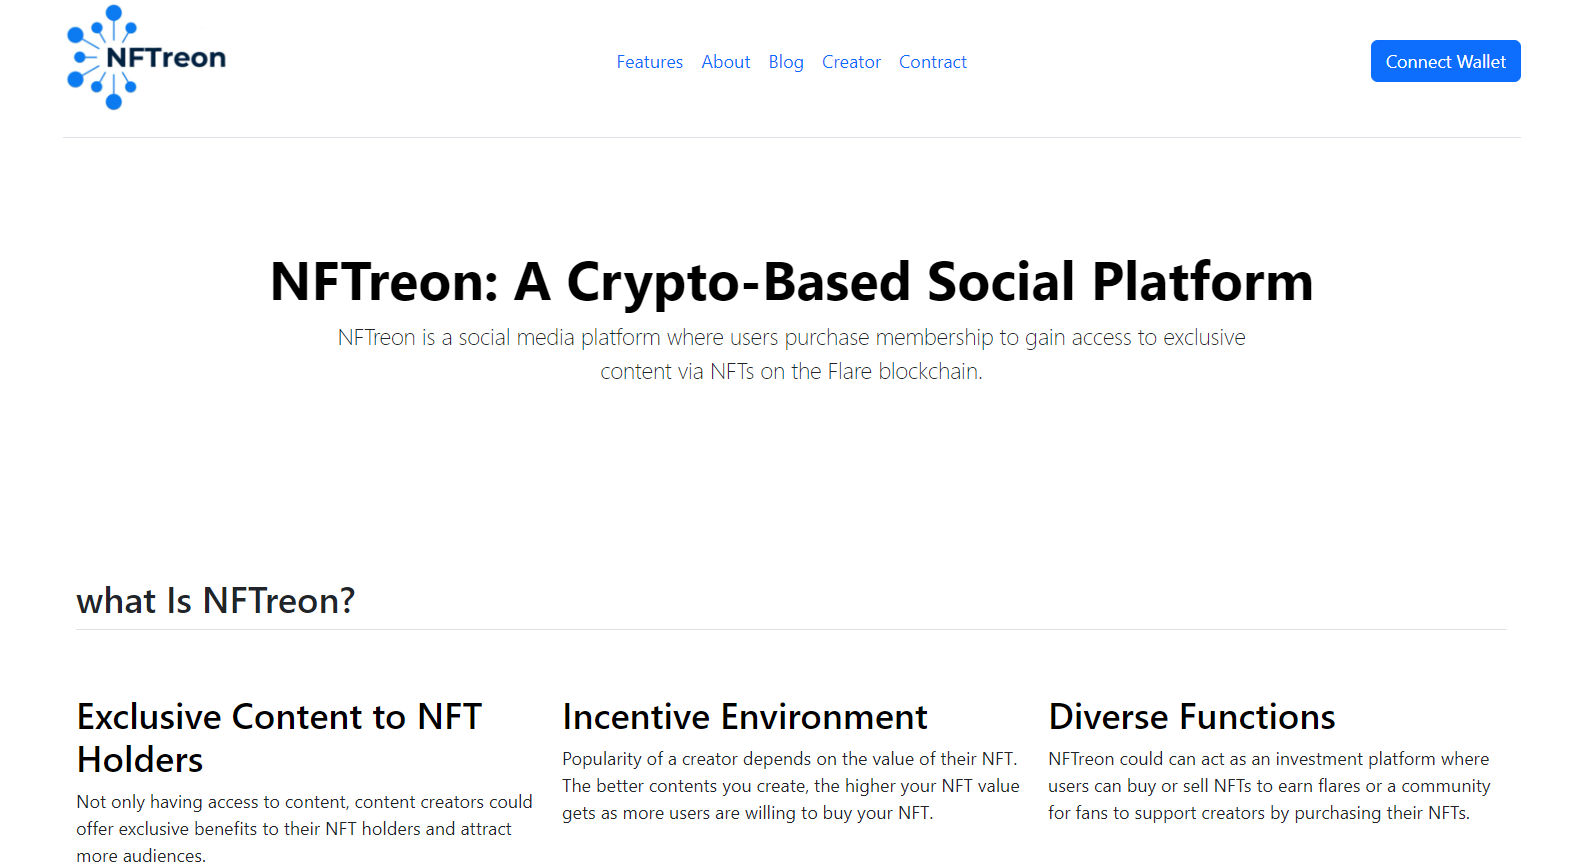 NFTreon
Features About Blog Creator Contract
Connect Wallet
NFTreon: A Crypto-Based Social Platform
NFTreon is a social media platform where users purchase membership to gain access to exclusive
content via NFTs on the Flare blockchain.
what Is NFTreon?
Exclusive Content to NFT
Holders
Not only having access to content, content creators could
offer exclusive benefits to their NFT holders and attract
more audiences.
Incentive Environment
Popularity of a creator depends on the value of their NFT.
The better contents you create, the higher your NFT value
gets as more users are willing to buy your NFT.
Diverse Functions
NFTreon could can act as an investment platform where
users can buy or sell NFTs to earn flares or a community
for fans to support creators by purchasing their NFTs.